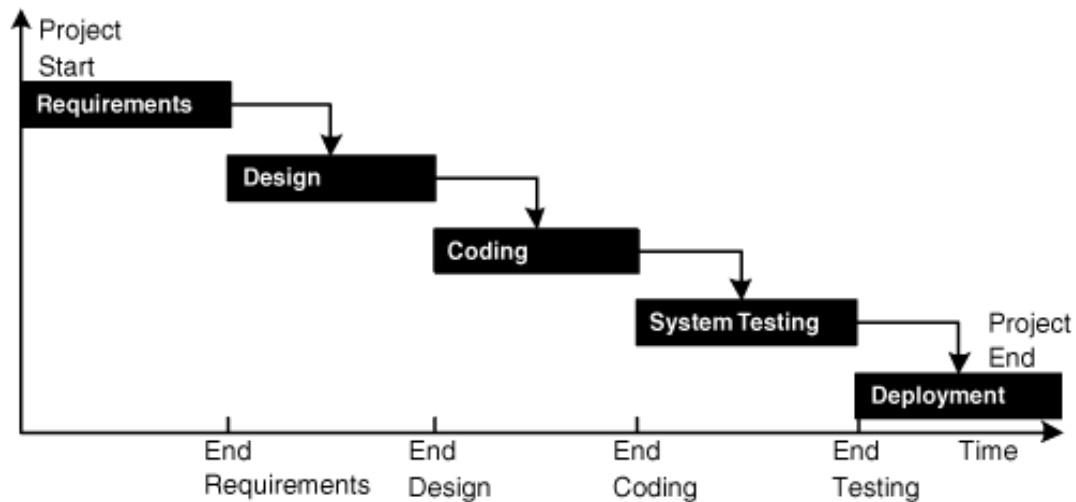 Project
Start
Requirements
Design
Coding
System Testing
Project
End
Deployment
End
Requirements
End
Design
End
Coding
End
Testing
Time